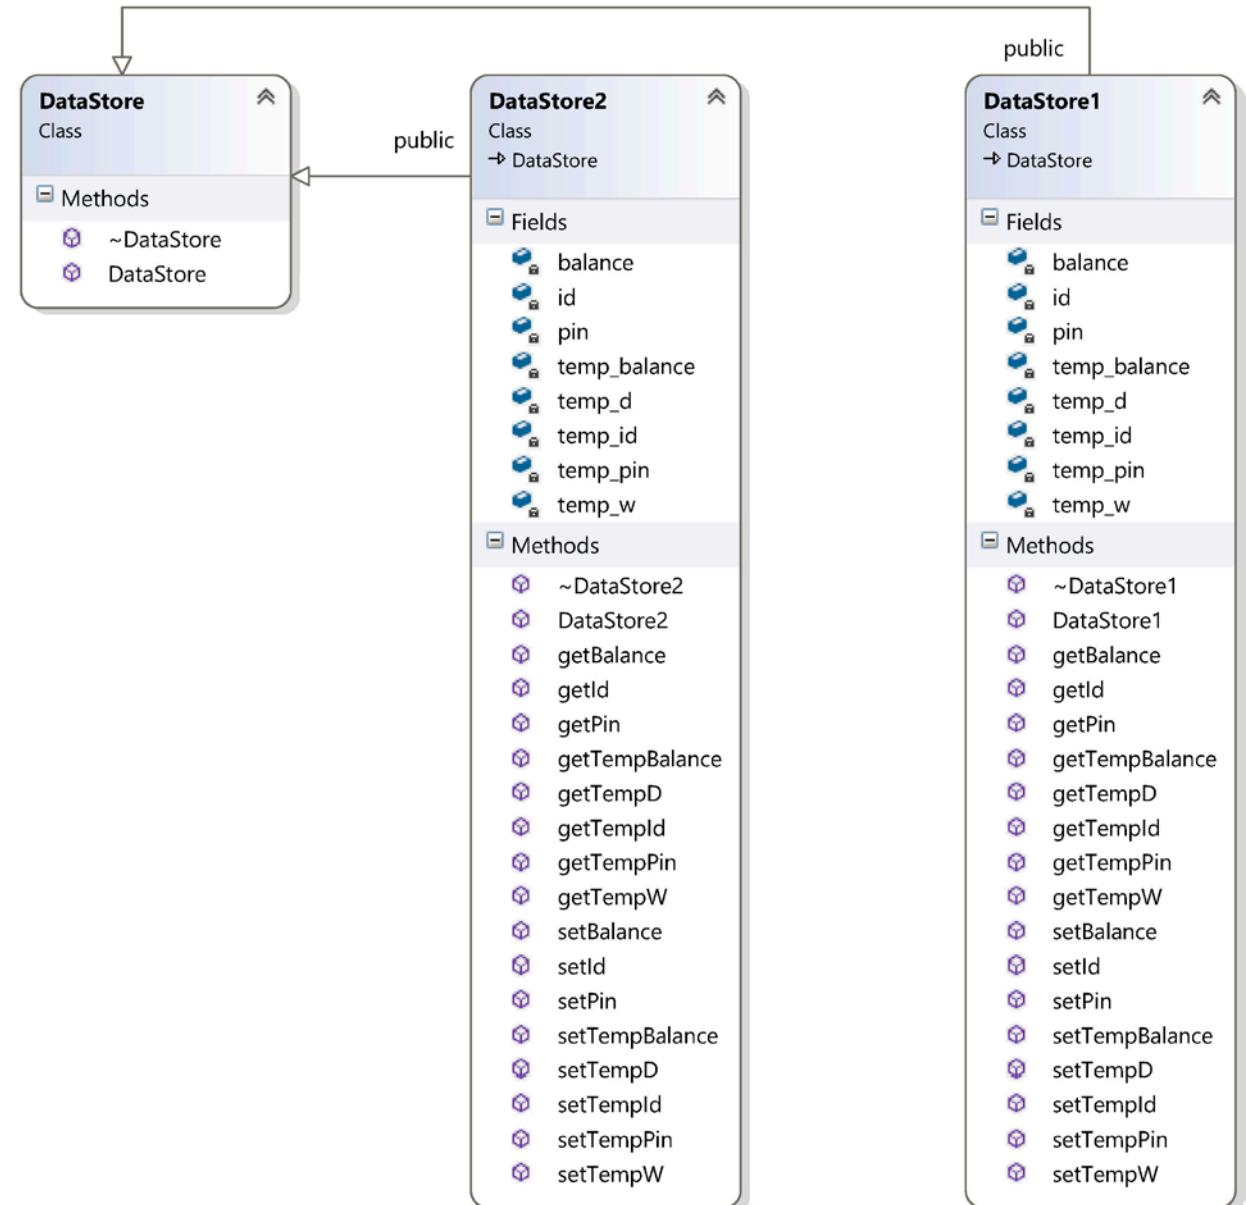 public
DataStore
Class
Methods
~DataStore
DataStore
public
DataStore2
Class
DataStore
Fields
balance
id
pin
temp_balance
temp_d
temp_id
temp_pin
temp_w
Methods
~DataStore2
DataStore2
getBalance
getId
getPin
getTempBalance
getTempD
getTempId
getTempPin
getTempW
setBalance
setId
setPin
setTempBalance
setTempD
setTempId
setTempPin
setTempW
DataStore1
Class
DataStore
Fields
balance
id
pin
temp_balance
temp_d
temp_id
temp_pin
temp_w
Methods
~DataStore1
DataStore1
getBalance
getId
getPin
getTempBalance
getTempD
getTempId
getTempPin
getTempW
setBalance
setId
setPin
setTempBalance
setTempD
setTempId
setTempPin
setTempW